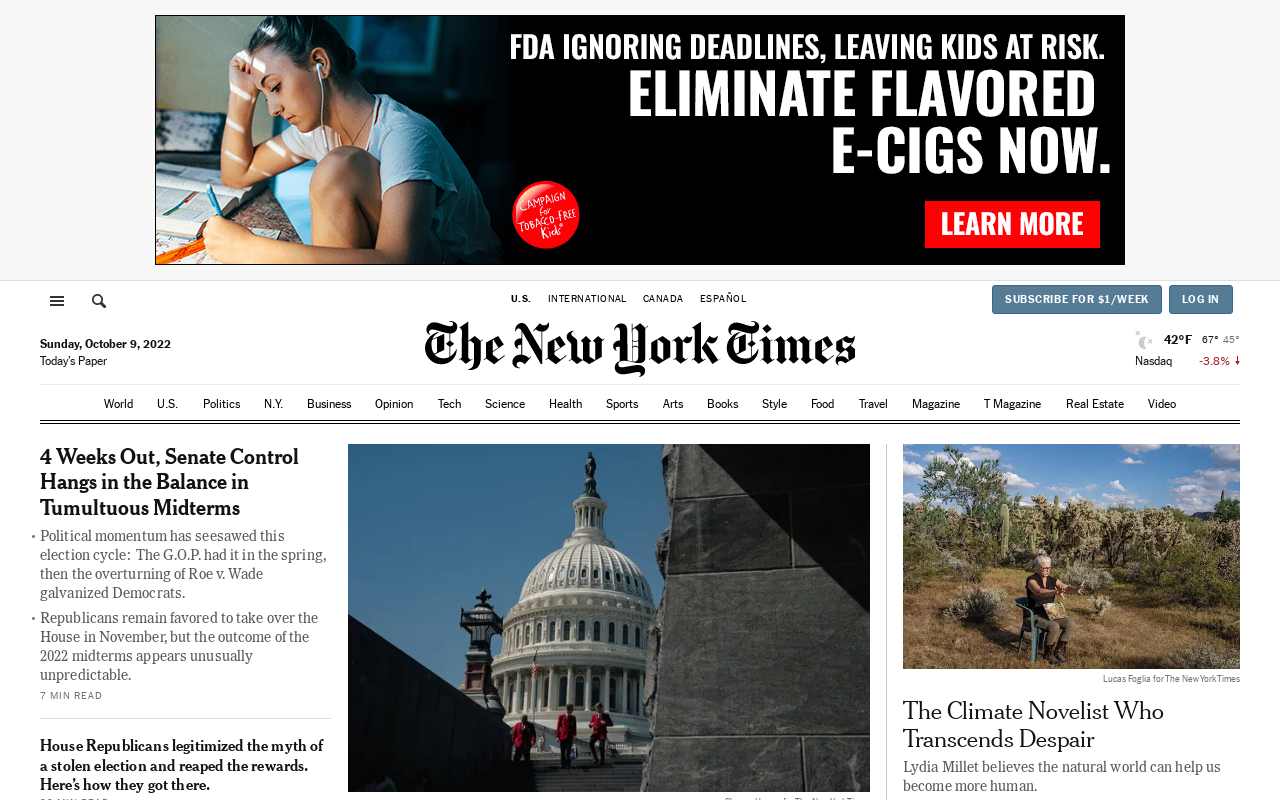 FDA IGNORING DEADLINES, LEAVING KIDS AT RISK.
ELIMINATE FLAVORED
E-CIGS NOW.
CAMPAIGN
for
TOBACCO-FREE
Kids®
LEARN MORE
U.S. INTERNATIONAL CANADA ESPAÑOL
SUBSCRIBE FOR $1/WEEK LOG IN
The New York Times
Sunday, October 9, 2022
Today's Paper
42°F 67° 45°
Nasdaq -3.8% ↓
World U.S. Politics N.Y. Business Opinion Tech Science Health Sports Arts Books Style Food Travel Magazine T Magazine Real Estate Video
4 Weeks Out, Senate Control
Hangs in the Balance in
Tumultuous Midterms
• Political momentum has seesawed this
election cycle: The G.O.P. had it in the spring,
then the overturning of Roe v. Wade
galvanized Democrats.
• Republicans remain favored to take over the
House in November, but the outcome of the
2022 midterms appears unusually
unpredictable.
7 MIN READ
House Republicans legitimized the myth of
a stolen election and reaped the rewards.
Here's how they got there.
Lucas Foglia for The New York Times
The Climate Novelist Who
Transcends Despair
Lydia Millet believes the natural world can help us
become more human.